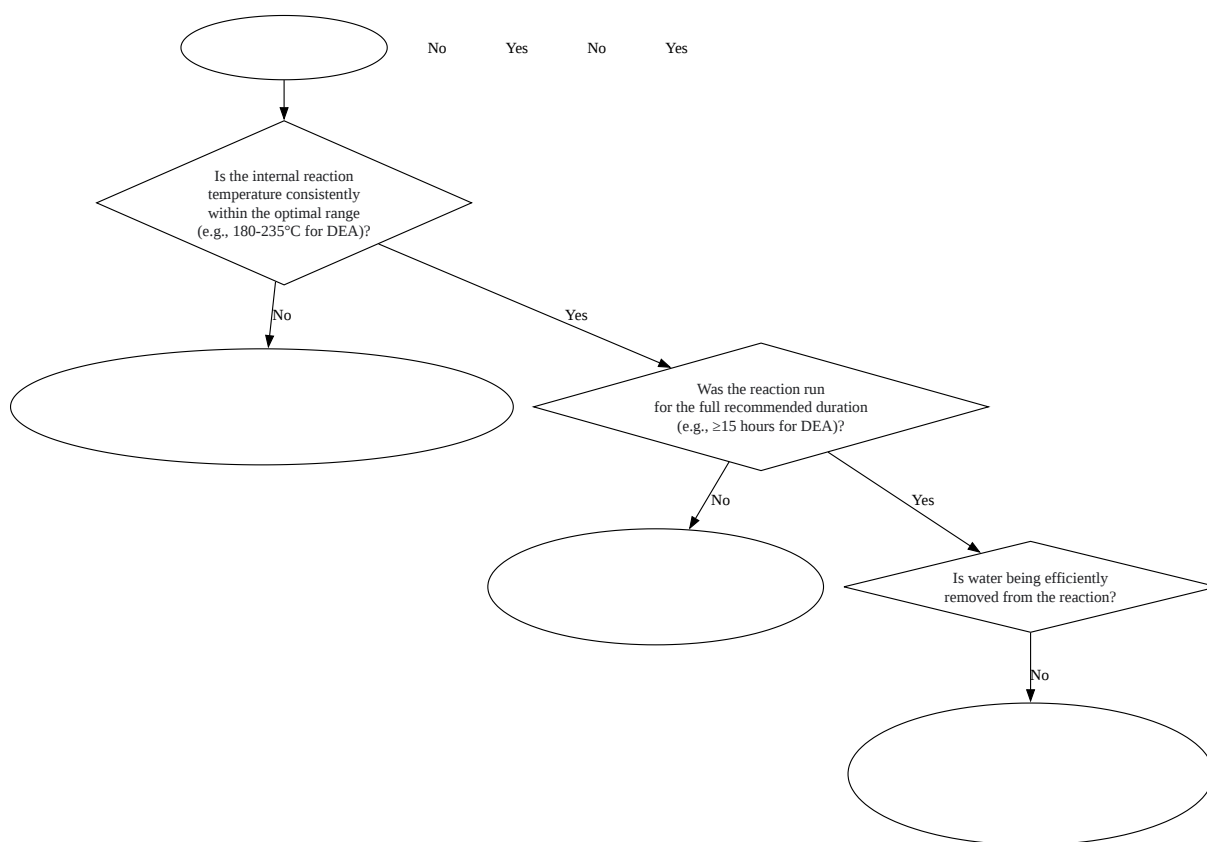 No Yes No Yes
Is the internal reaction
temperature consistently
within the optimal range
(e.g., 180-235°C for DEA)?
No
Yes
Was the reaction run
for the full recommended duration
(e.g., ≥15 hours for DEA)?
No
Yes
Is water being efficiently
removed from the reaction?
No